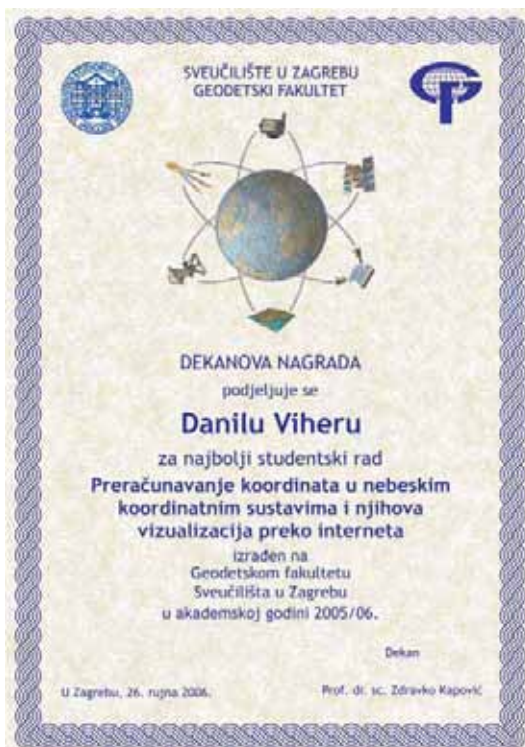 SVEUČILIŠTE U ZAGREBU
GEODETSKI FAKULTET
DEKANOVA NAGRADA
podjeljuje se
Danilu Viheru
za najbolji studentski rad
Preračunavanje koordinata u nebeskim
koordinatnim sustavima i njihova
vizualizacija preko interneta
izrađen na
Geodetskom fakultetu
Sveučilišta u Zagrebu
u akademskoj godini 2005/06.
Dekan
U Zagrebu, 26. rujna 2006.
Prof. dr. sc. Zdravko Kapović